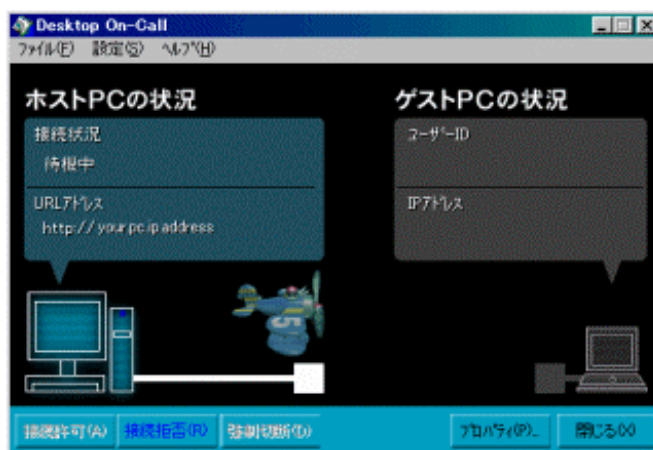 Desktop On-Call
ﾌｧｲﾙ(F) 設定(S) ﾍﾙﾌﾟ(H)
ホストPCの状況
接続状況
待機中
URLｱﾄﾞﾚｽ
http://your.pc.ip.address
ゲストPCの状況
ﾕｰｻﾞｰID
IPｱﾄﾞﾚｽ
5
接続許可(A) 接続拒否(R) 強制切断(D) ﾌﾟﾛﾊﾟﾃｨ(P)... 閉じる(X)